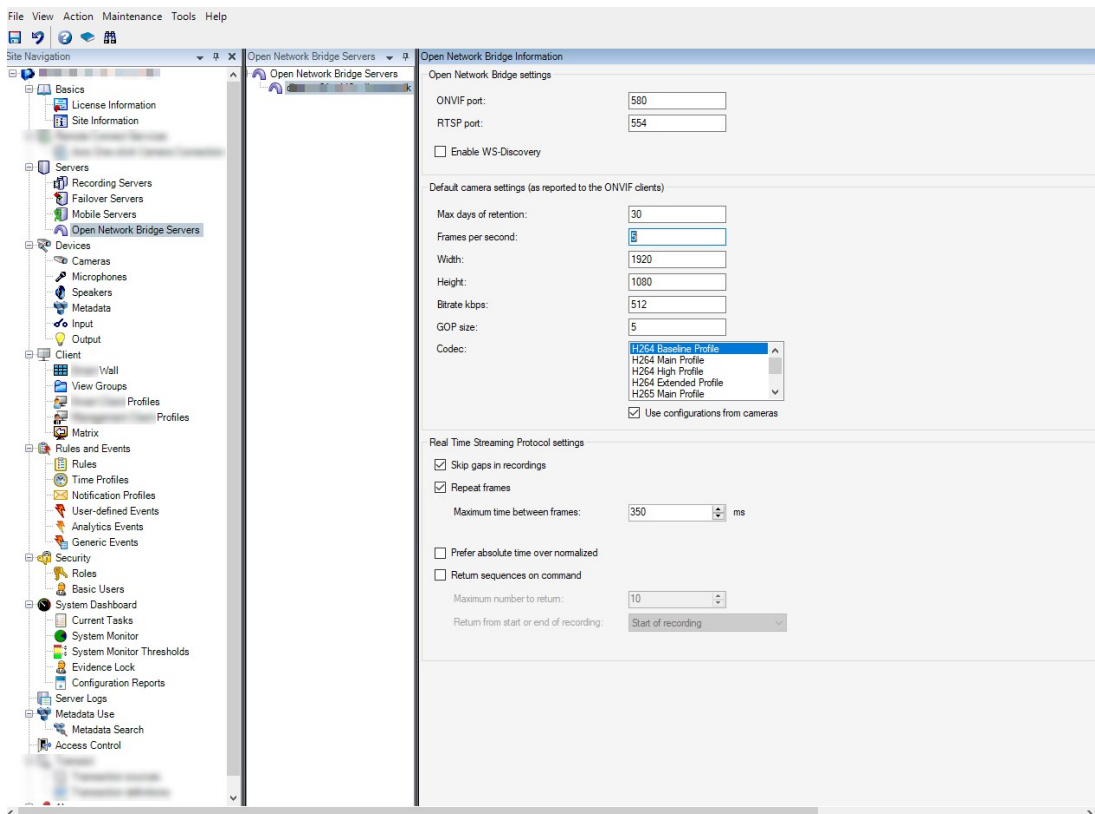 File View Action Maintenance Tools Help
Site Navigation
Basics
License Information
Site Information
Servers
Recording Servers
Failover Servers
Mobile Servers
Open Network Bridge Servers
Devices
Cameras
Microphones
Speakers
Metadata
Input
Output
Client
Wall
View Groups
Profiles
Profiles
Matrix
Rules and Events
Rules
Time Profiles
Notification Profiles
User-defined Events
Analytics Events
Generic Events
Security
Roles
Basic Users
System Dashboard
Current Tasks
System Monitor
System Monitor Thresholds
Evidence Lock
Configuration Reports
Server Logs
Metadata Use
Metadata Search
Access Control
Open Network Bridge Servers
Open Network Bridge Servers
Open Network Bridge Information
Open Network Bridge settings
ONVIF port: 580
RTSP port: 554
Enable WS-Discovery
Default camera settings (as reported to the ONVIF clients)
Max days of retention: 30
Frames per second: 5
Width: 1920
Height: 1080
Bitrate kbps: 512
GOP size: 5
Codec: H264 Baseline Profile
H264 Main Profile
H264 High Profile
H264 Extended Profile
H265 Main Profile
Use configurations from cameras
Real Time Streaming Protocol settings
Skip gaps in recordings
Repeat frames
Maximum time between frames: 350 ms
Prefer absolute time over normalized
Return sequences on command
Maximum number to return: 10
Return from start or end of recording: Start of recording